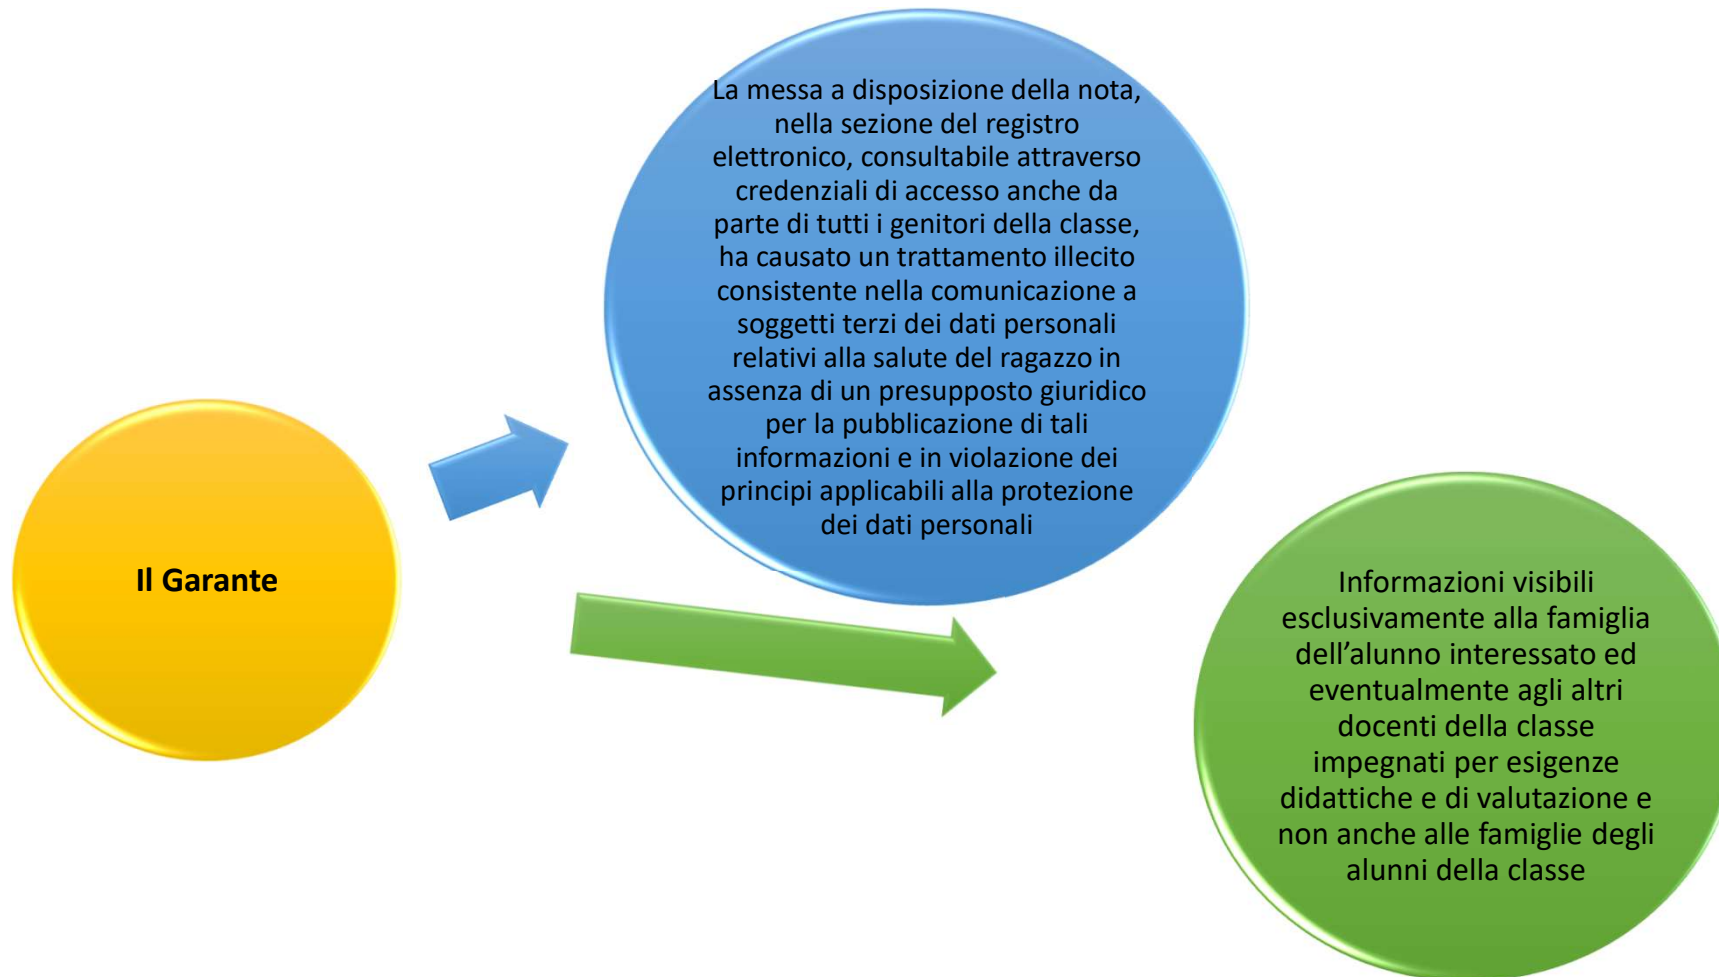 Il Garante
La messa a disposizione della nota,
nella sezione del registro
elettronico, consultabile attraverso
credenziali di accesso anche da
parte di tutti i genitori della classe,
ha causato un trattamento illecito
consistente nella comunicazione a
soggetti terzi dei dati personali
relativi alla salute del ragazzo in
assenza di un presupposto giuridico
per la pubblicazione di tali
informazioni e in violazione dei
principi applicabili alla protezione
dei dati personali
Informazioni visibili
esclusivamente alla famiglia
dell’alunno interessato ed
eventualmente agli altri
docenti della classe
impegnati per esigenze
didattiche e di valutazione e
non anche alle famiglie degli
alunni della classe